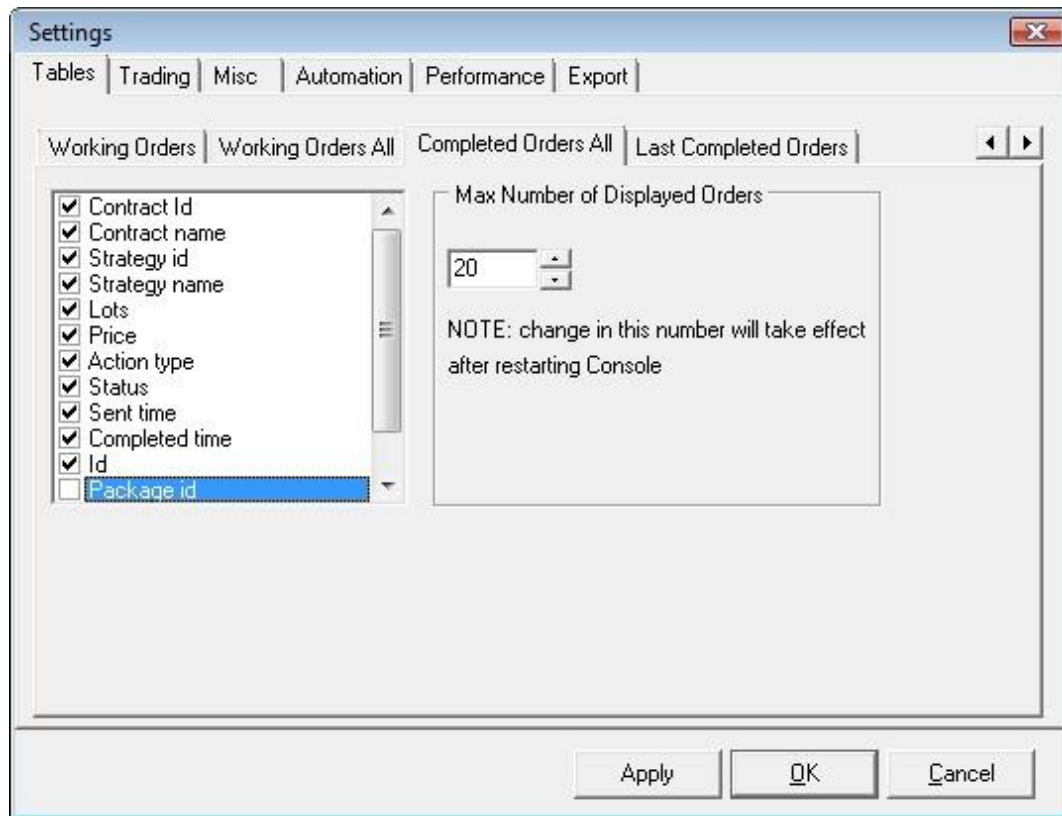 Settings
Tables Trading Misc Automation Performance Export
Working Orders Working Orders All Completed Orders All Last Completed Orders
Contract Id
Contract name
Strategy id
Strategy name
Lots
Price
Action type
Status
Sent time
Completed time
Id
Package id
Max Number of Displayed Orders
20
NOTE: change in this number will take effect
after restarting Console
Apply OK Cancel